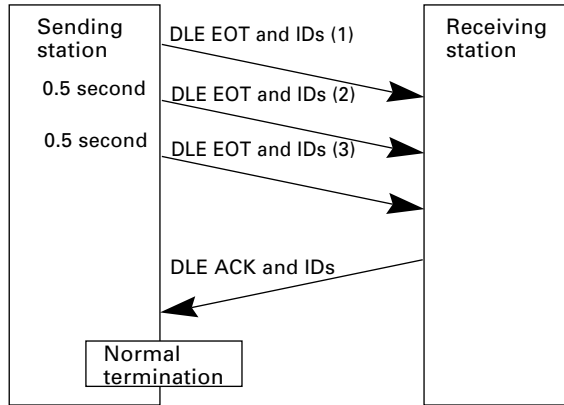 Sending
station
Receiving
station
DLE EOT and IDs (1)
0.5 second
DLE EOT and IDs (2)
0.5 second
DLE EOT and IDs (3)
DLE ACK and IDs
Normal
termination